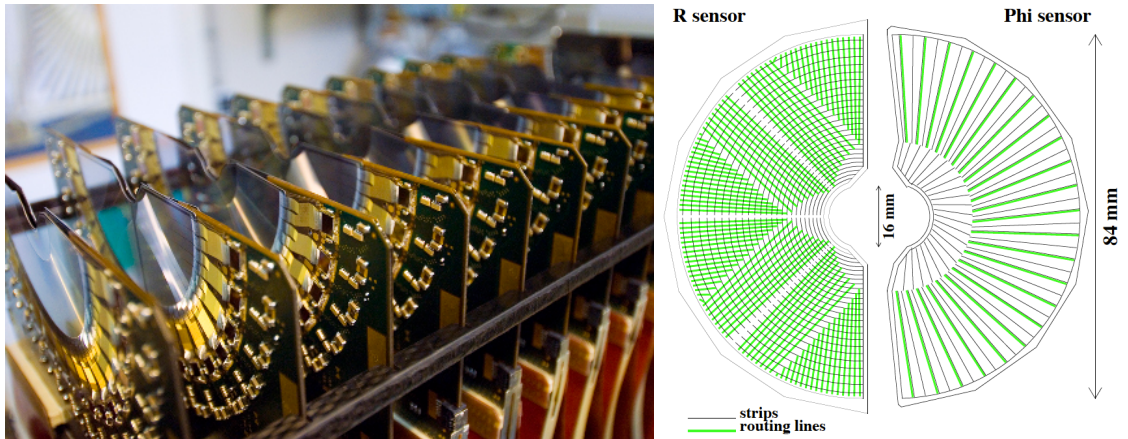 R sensor
Phi sensor
16 mm
84 mm
strips
routing lines